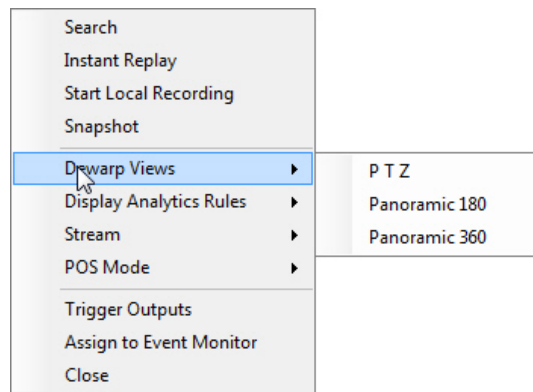 Search
Instant Replay
Start Local Recording
Snapshot
Dewarp Views
P T Z
Display Analytics Rules
Panoramic 180
Stream
Panoramic 360
POS Mode
Trigger Outputs
Assign to Event Monitor
Close